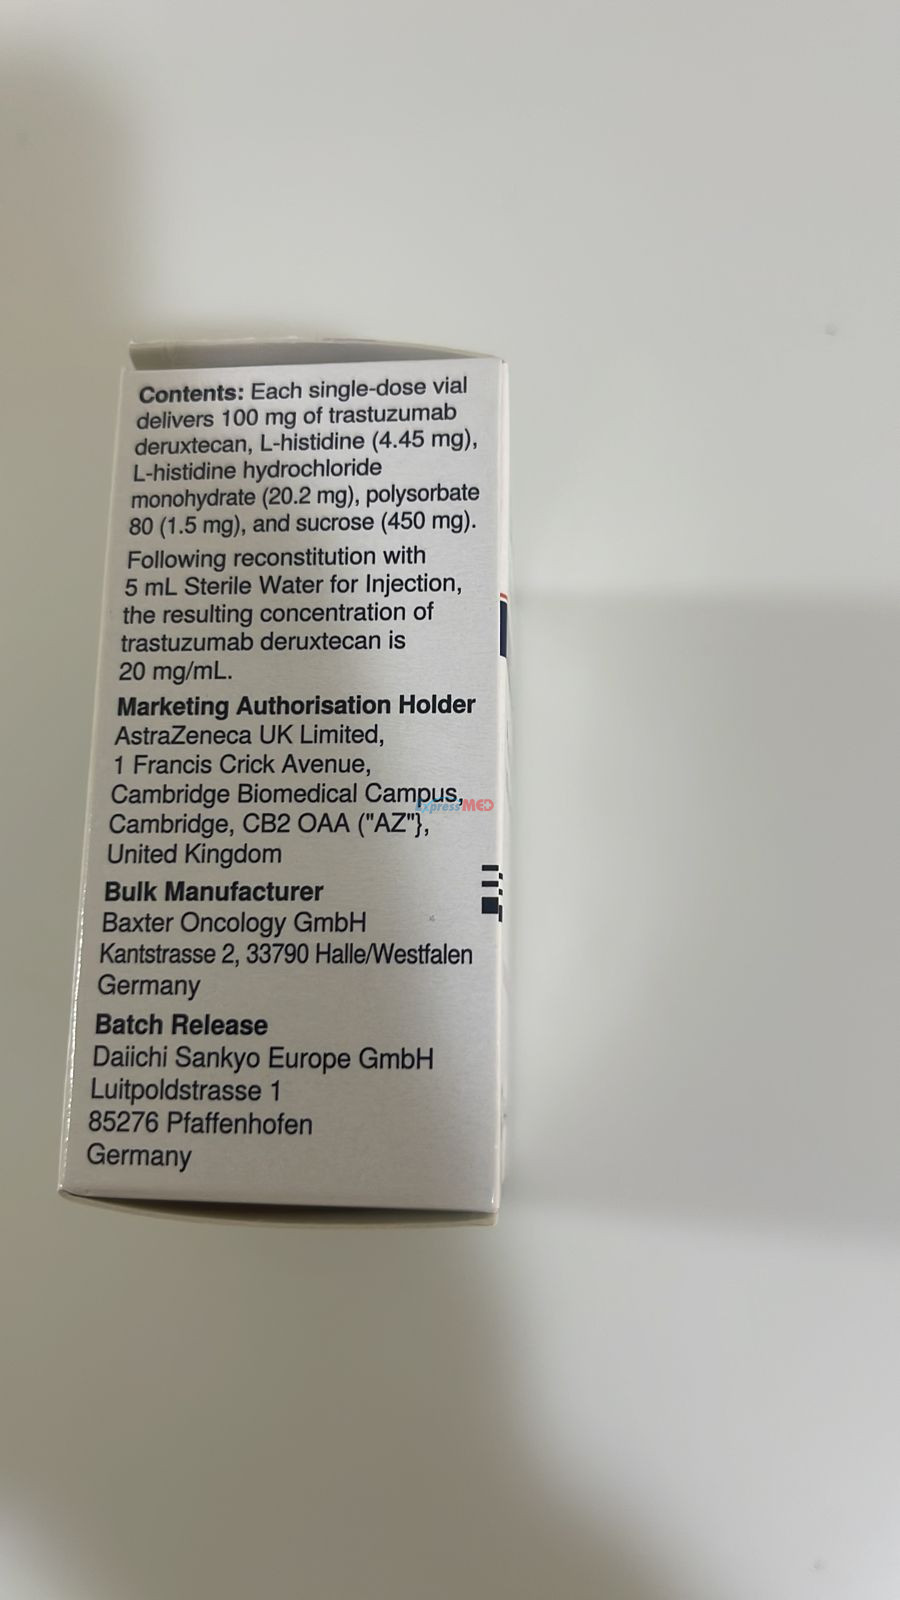 Contents: Each single-dose vial
delivers 100 mg of trastuzumab
deruxtecan, L-histidine (4.45 mg),
L-histidine hydrochloride
monohydrate (20.2 mg), polysorbate
80 (1.5 mg), and sucrose (450 mg).
Following reconstitution with
5 mL Sterile Water for Injection,
the resulting concentration of
trastuzumab deruxtecan is
20 mg/mL.
Marketing Authorisation Holder
AstraZeneca UK Limited,
1 Francis Crick Avenue,
Cambridge Biomedical Campus,
Cambridge, CB2 OAA ("AZ"},
United Kingdom
Bulk Manufacturer
Baxter Oncology GmbH
Kantstrasse 2, 33790 Halle/Westfalen
Germany
Batch Release
Daiichi Sankyo Europe GmbH
Luitpoldstrasse 1
85276 Pfaffenhofen
Germany
ExpressMED